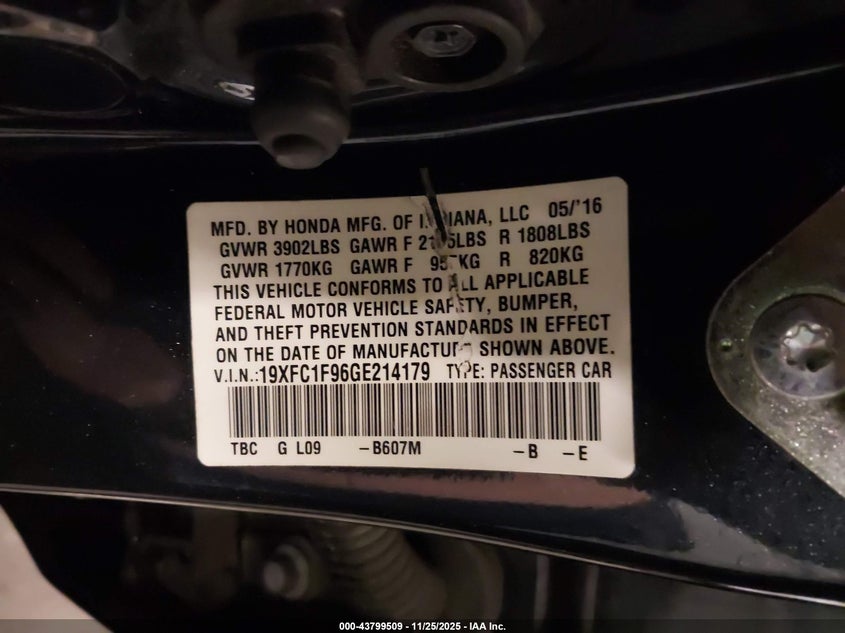 MFD. BY HONDA MFG. OF LLC 05/'16
GVWR 3902LBS GAWR F R 1808LBS
GVWR 1770KG GAWR F R 820KG
THIS VEHICLE CONFORMS TO ALL APPLICABLE
FEDERAL MOTOR VEHICLE SAFETY, BUMPER,
AND THEFT PREVENTION STANDARDS IN EFFECT
ON THE DATE OF SHOWN ABOVE.
V.I.N.:19XFC1F96GE214179 TYPE: PASSENGER CAR
TBC G L09 -B607M -B -E
000-43799509 - 11/25/2025 - IAA Inc.